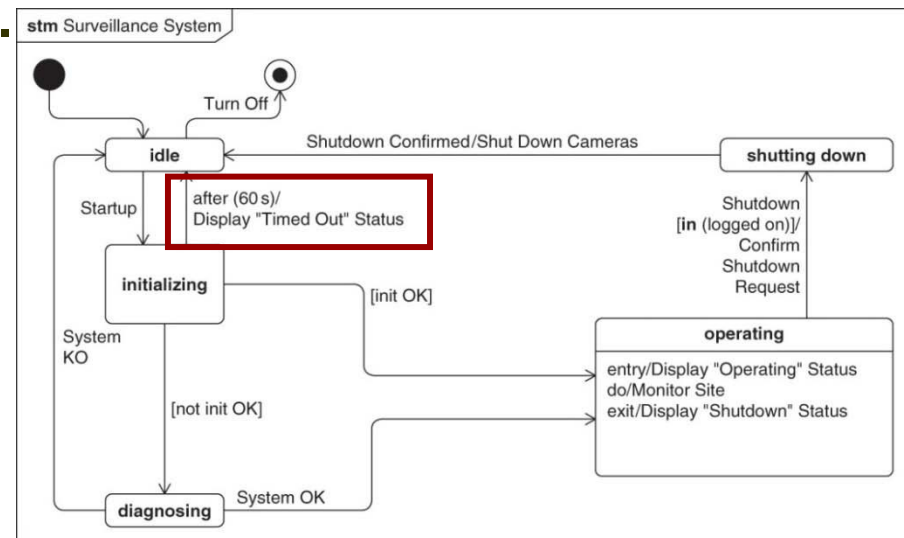 stm Surveillance System
Turn Off
idle
Shutdown Confirmed/Shut Down Cameras
shutting down
Startup
after (60 s)/
Display "Timed Out" Status
Shutdown
[in (logged on)]/
Confirm
Shutdown
Request
initializing
[init OK]
System
KO
operating
entry/Display "Operating" Status
do/Monitor Site
exit/Display "Shutdown" Status
[not init OK]
System OK
diagnosing